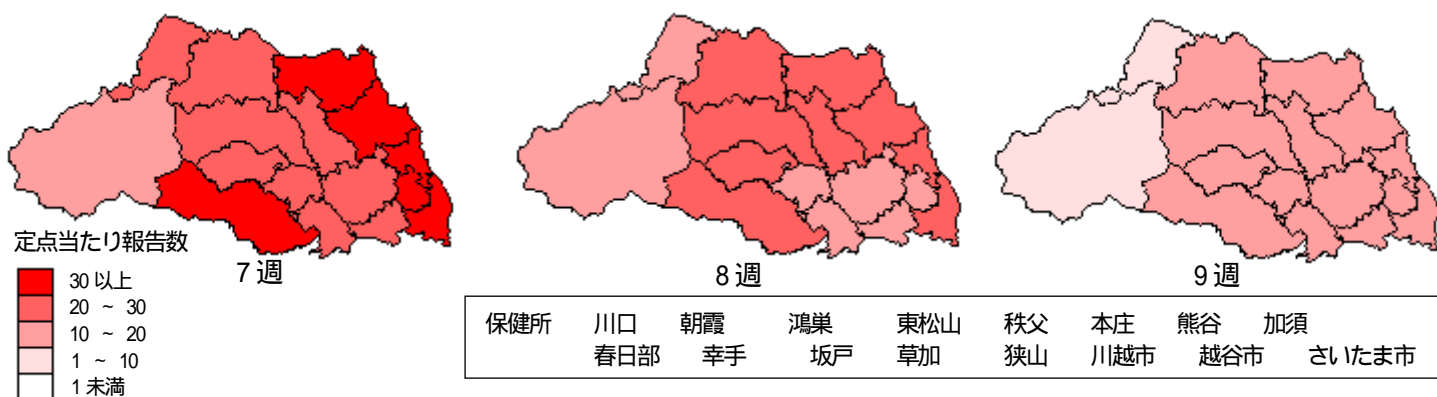 7 週
8 週
9 週
定点当たり報告数
30 以上
20 ~ 30
10 ~ 20
1 ~ 10
1 未満
保健所 川口 朝霞 鴻巣 東松山 秩父 本庄 熊谷 加須
春日部 幸手 坂戸 草加 狭山 川越市 越谷市 さいたま市